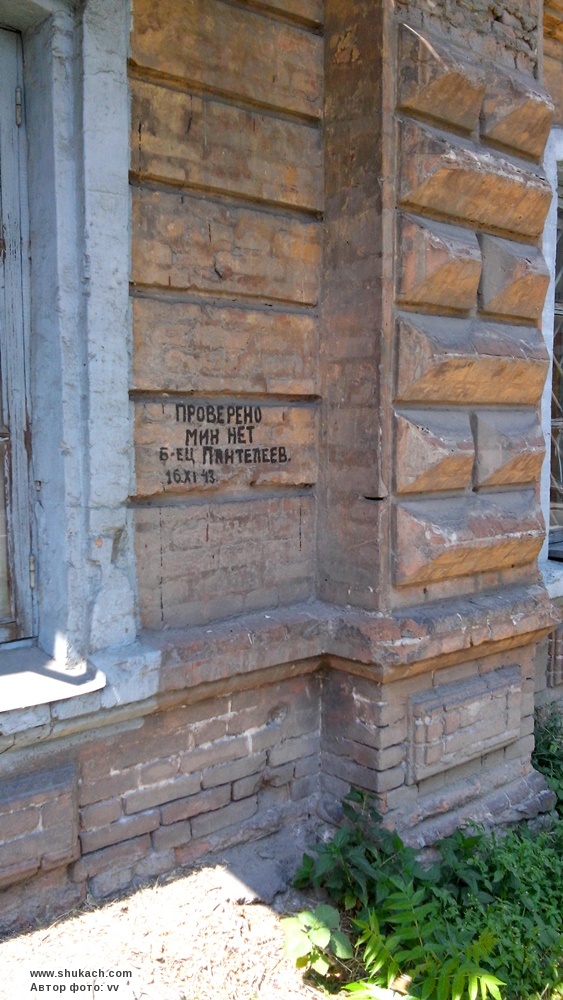 ПРОВЕРЕНО
МИН НЕТ
Б-ЕЦ ПАНТЕЛЕЕВ.
16.XI 43.
www.shukach.com
Автор фото: vv